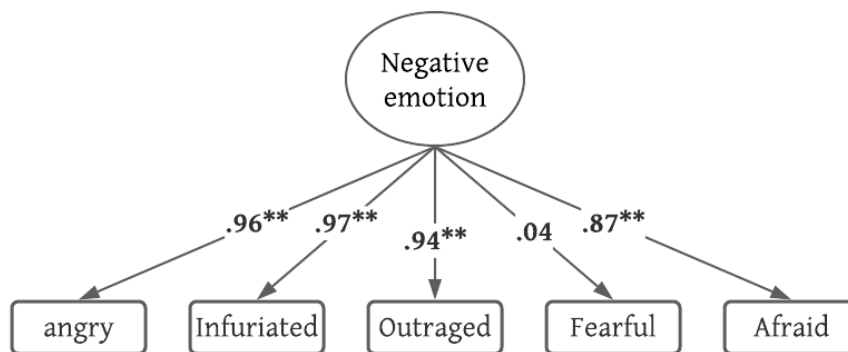 Negative
emotion
.96**
.97**
.94**
.04
.87**
angry
Infuriated
Outraged
Fearful
Afraid